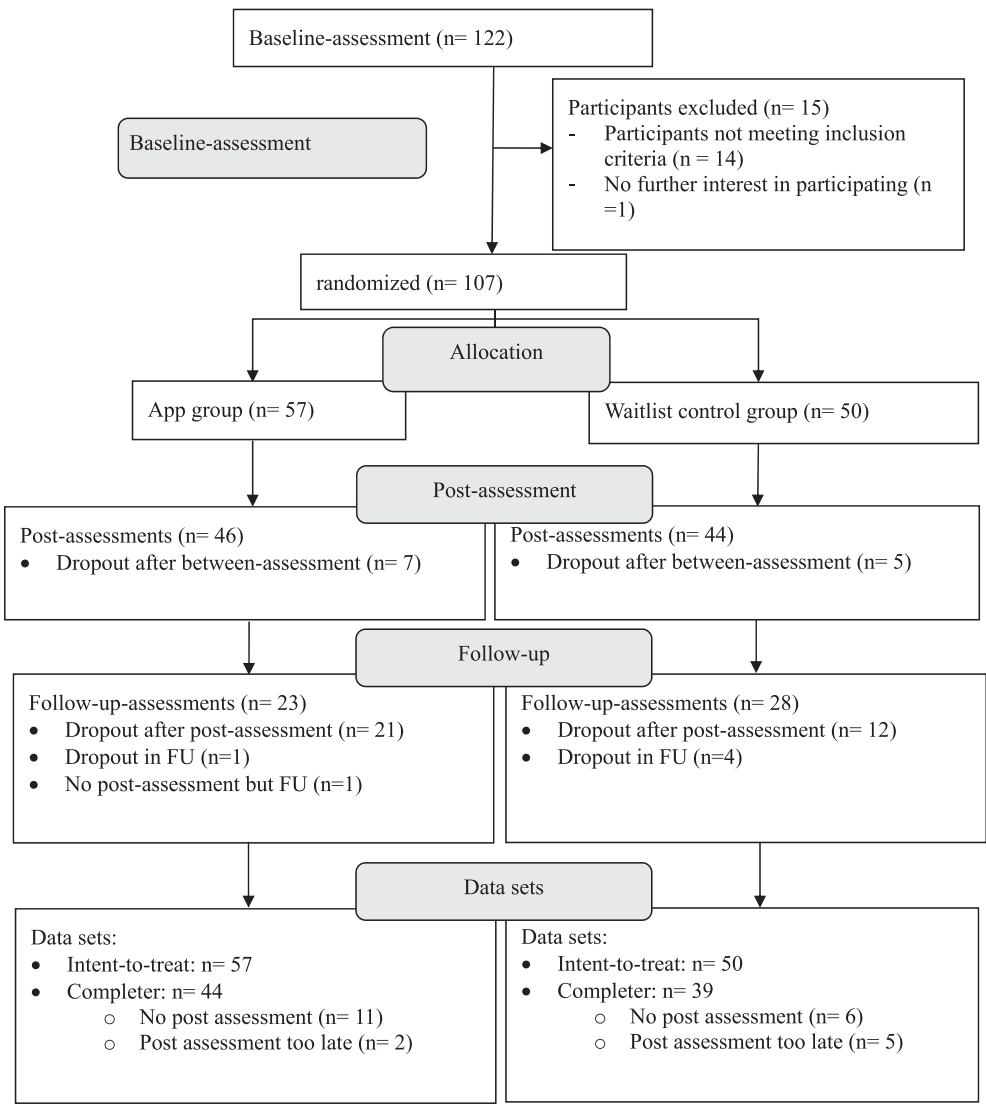 Baseline-assessment (n= 122)
Participants excluded (n= 15)
- Participants not meeting inclusion
criteria (n = 14)
- No further interest in participating (n
=1)
Baseline-assessment
randomized (n= 107)
Allocation
App group (n= 57)
Waitlist control group (n= 50)
Post-assessment
Post-assessments (n= 46)
• Dropout after between-assessment (n= 7)
Post-assessments (n= 44)
• Dropout after between-assessment (n= 5)
Follow-up
Follow-up-assessments (n= 23)
• Dropout after post-assessment (n= 21)
• Dropout in FU (n=1)
• No post-assessment but FU (n=1)
Follow-up-assessments (n= 28)
• Dropout after post-assessment (n= 12)
• Dropout in FU (n=4)
Data sets
Data sets:
• Intent-to-treat: n= 57
• Completer: n= 44
o No post assessment (n= 11)
o Post assessment too late (n= 2)
Data sets:
• Intent-to-treat: n= 50
• Completer: n= 39
o No post assessment (n= 6)
o Post assessment too late (n= 5)